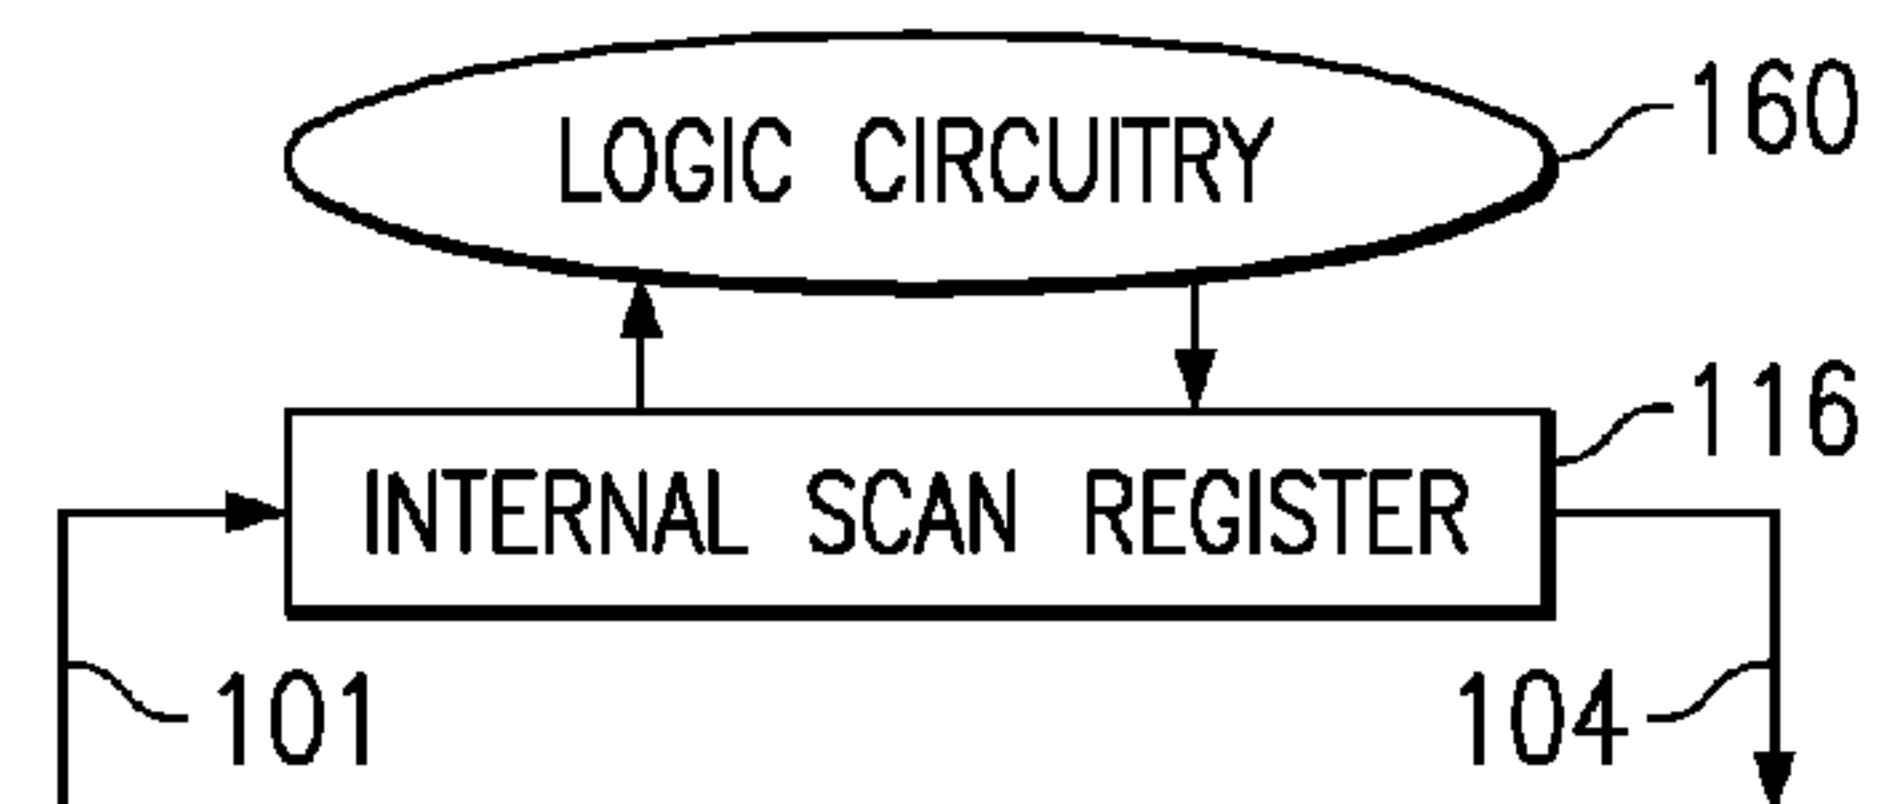 160
LOGIC CIRCUITRY
116
INTERNAL SCAN REGISTER
101
104